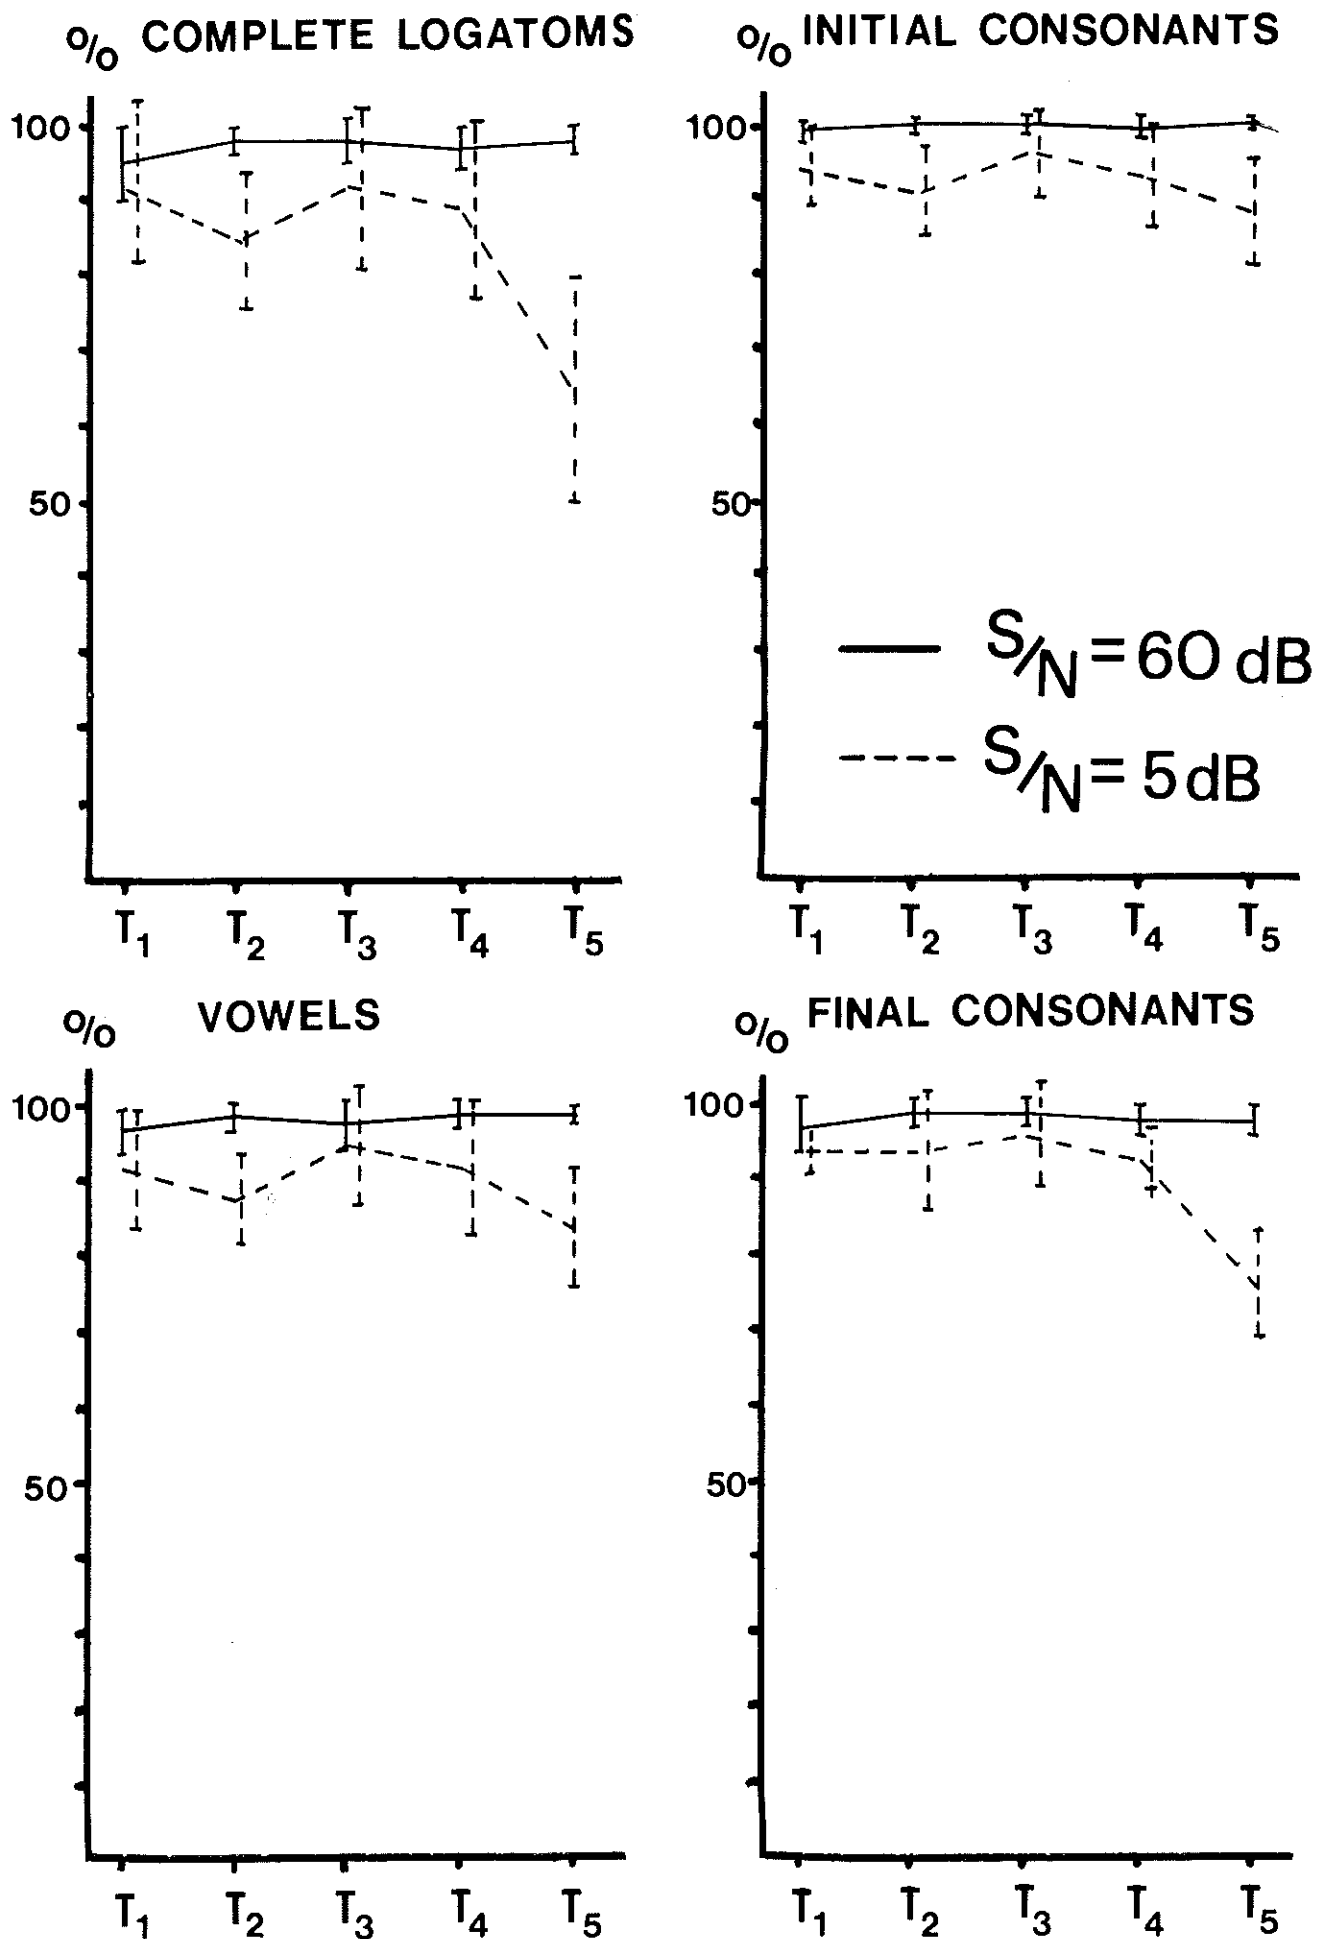 % COMPLETE LOGATOMS
100
50
T1 T2 T3 T4 T5
% INITIAL CONSONANTS
100
50
S/N = 60 dB
S/N = 5 dB
T1 T2 T3 T4 T5
% VOWELS
100
50
T1 T2 T3 T4 T5
% FINAL CONSONANTS
100
50
T1 T2 T3 T4 T5